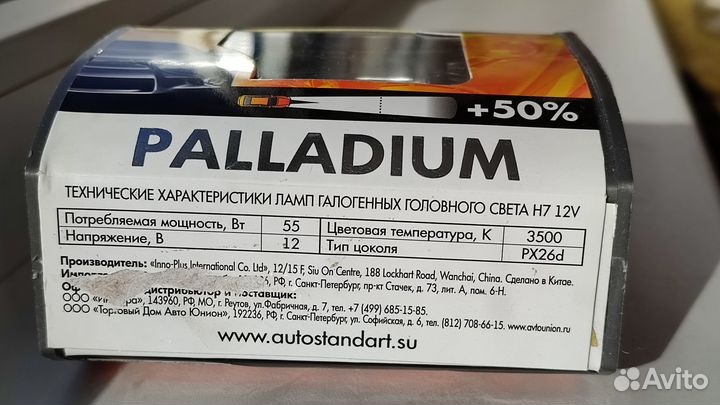 +50%
PALLADIUM
ТЕХНИЧЕСКИЕ ХАРАКТЕРИСТИКИ ЛАМП ГАЛОГЕННЫХ ГОЛОВНОГО СВЕТА H7 12V
Потребляемая мощность, Вт 55 Цветовая температура, К 3500
Напряжение, В 12 Тип цоколя PX26d
Производитель: «Inno-Plus International Co. Ltd», 12/15 F, Siu On Centre, 188 Lockhart Road, Wanchai, China. Сделано в Китае.
РФ, г. Санкт-Петербург, пр-кт Стачек, д. 73, лит. А, пом. 6-Н.
дистрибьютор и поставщик:
ООО 143960, РФ, МО, г. Реутов, ул.Фабричная, д. 7, тел. +7 (499) 685-15-85.
ООО «Торговый Дом Авто Юнион», 192236, РФ, г. Санкт-Петербург, ул. Софийская, д. 6, тел. (812) 708-66-15. www.avtounion.ru
www.autostandart.su
Avito